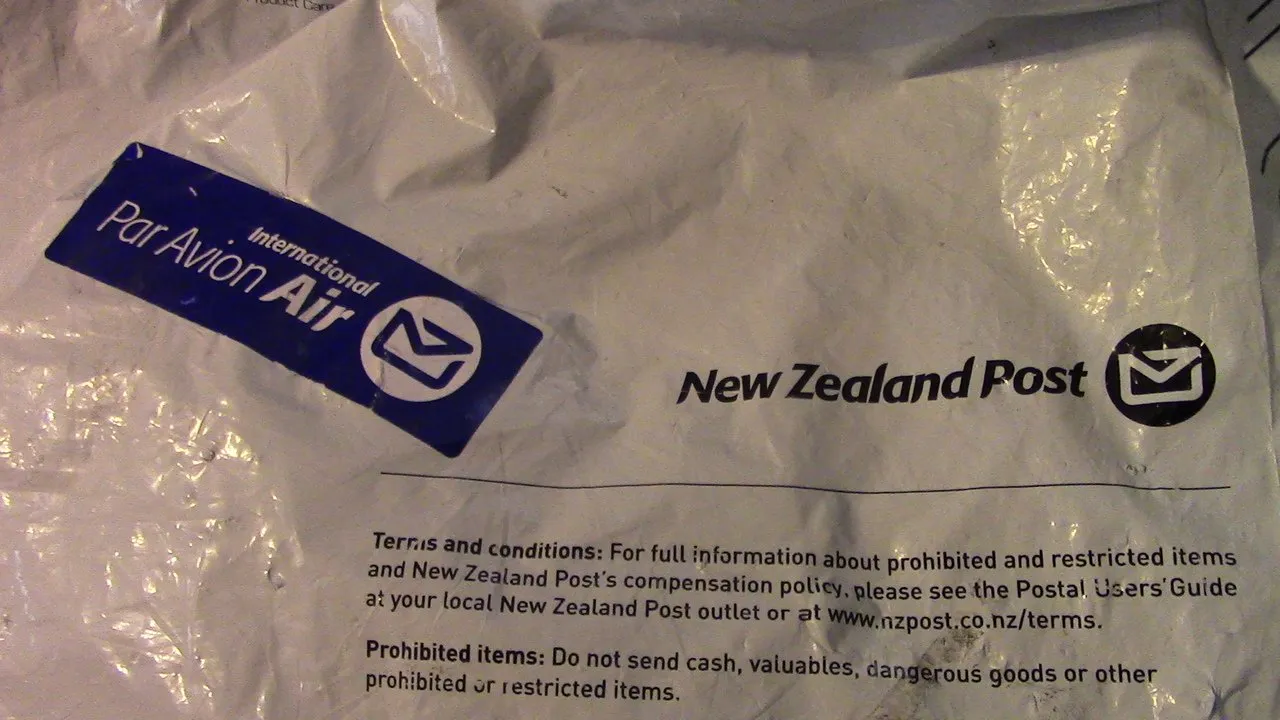 Product Care
International
Par Avion Air
New Zealand Post
Terms and conditions: For full information about prohibited and restricted items
and New Zealand Post's compensation policy, please see the Postal Users' Guide
at your local New Zealand Post outlet or at www.nzpost.co.nz/terms.
Prohibited items: Do not send cash, valuables, dangerous goods or other
prohibited or restricted items.